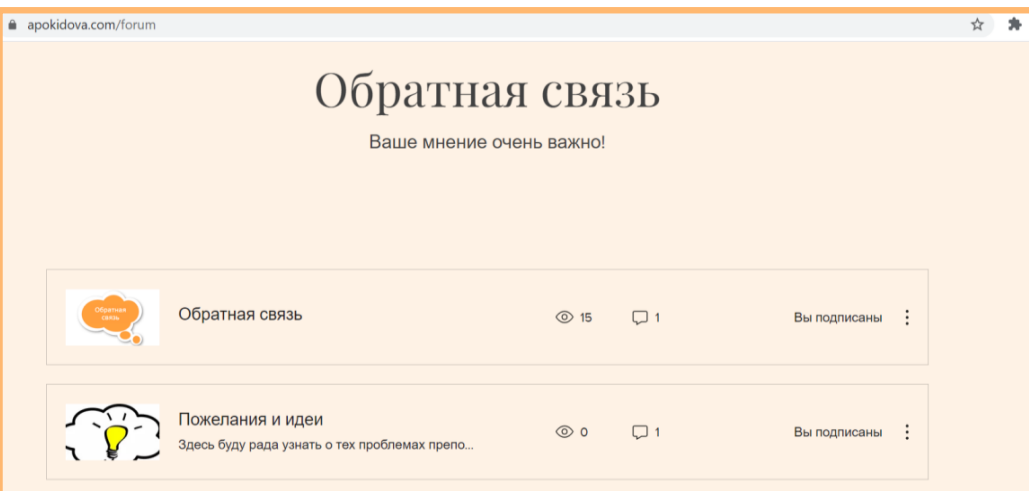 apokidova.com/forum
Обратная связь
Ваше мнение очень важно!
Обратная связь
Обратная связь 15 1 Вы подписаны
Пожелания и идеи
Здесь буду рада узнать о тех проблемах препо...
0 1 Вы подписаны